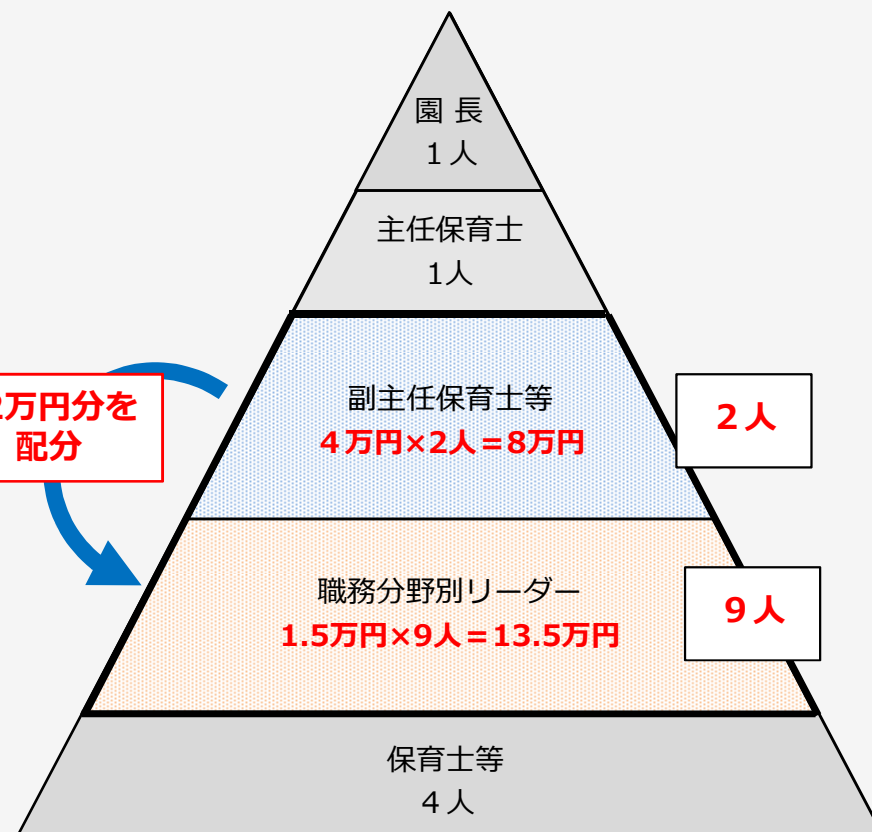 園 長
1人
主任保育士
1人
副主任保育士等
4万円×2人＝8万円
2人
2万円分を
配分
職務分野別リーダー
1.5万円×9人＝13.5万円
9人
保育士等
4人